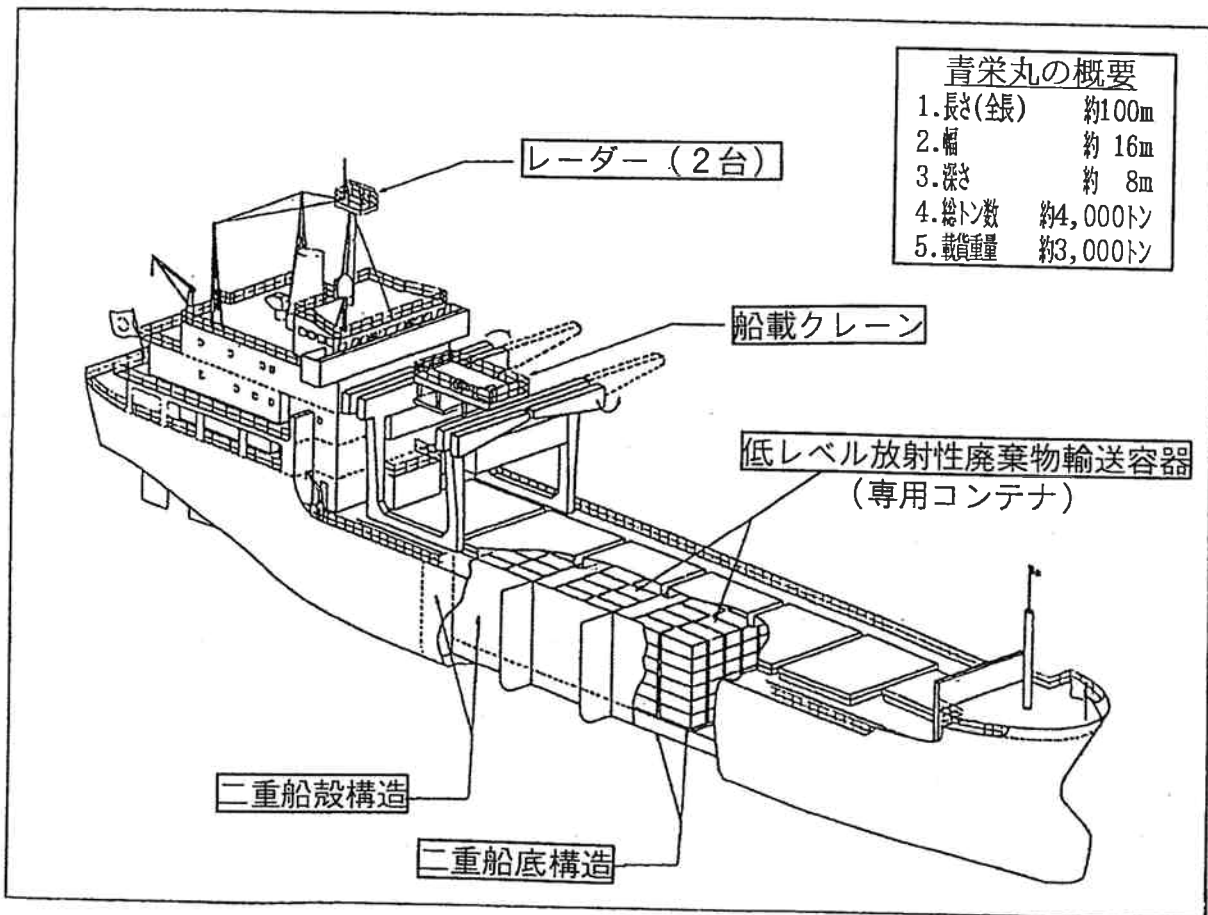 青栄丸の概要
1.長さ(全長) 約100m
2.幅 約 16m
3.深さ 約 8m
4.総トン数 約4,000トン
5.載貨重量 約3,000トン
レーダー(2台)
船載クレーン
低レベル放射性廃棄物輸送容器
(専用コンテナ)
二重船殻構造
二重船底構造